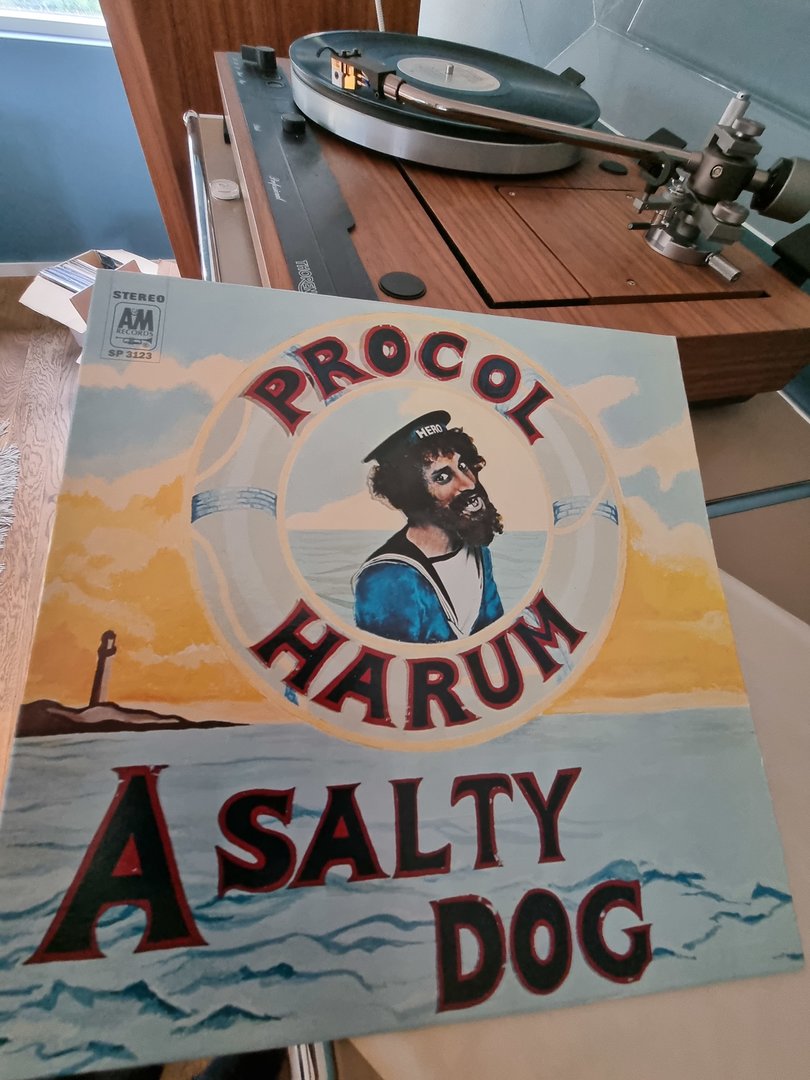 STEREO
A&M
RECORDS
SP 3123
PROCOL
HERO
HARUM
A SALTY
DOG